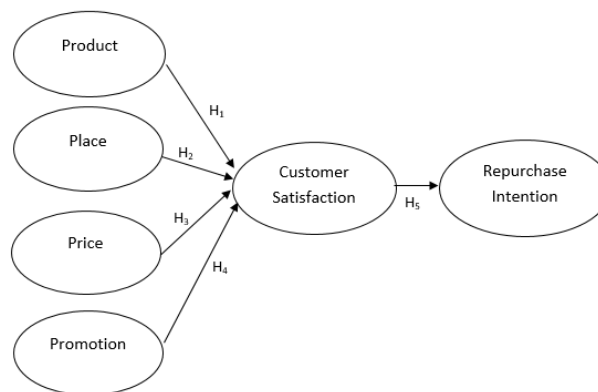 Product
H₁
Place
H₂
Customer
Satisfaction
Repurchase
Intention
H₅
H₃
Price
H₄
Promotion